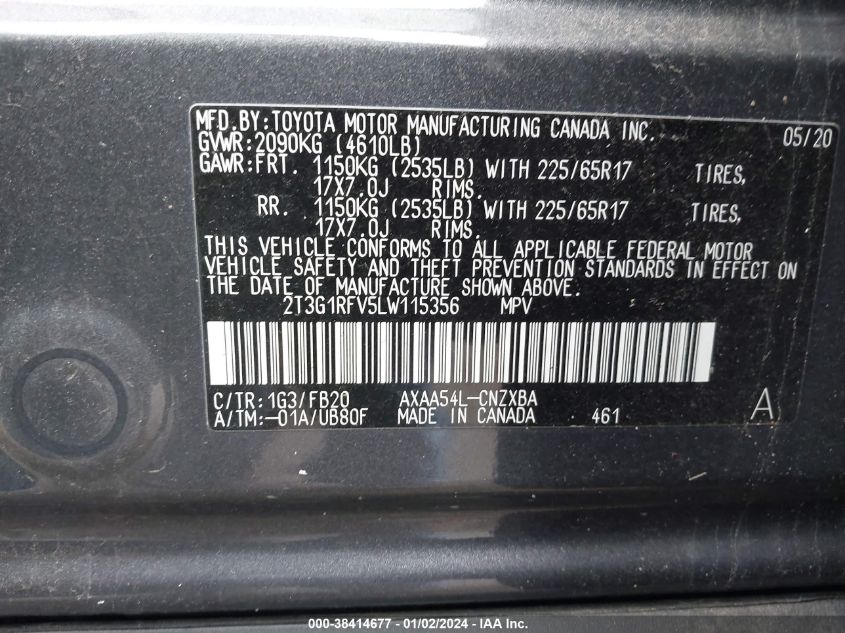 MFD.BY:TOYOTA MOTOR MANUFACTURING CANADA INC. 05/20
GVWR:2090KG (4610LB)
GAWR:FRT. 1150KG (2535LB) WITH 225/65R17 TIRES,
17X7.0J RIMS.
RR. 1150KG (2535LB) WITH 225/65R17 TIRES,
17X7.0J RIMS.
THIS VEHICLE CONFORMS TO ALL APPLICABLE FEDERAL MOTOR
VEHICLE SAFETY AND THEFT PREVENTION STANDARDS IN EFFECT ON
THE DATE OF MANUFACTURE SHOWN ABOVE.
2T3G1RFV5LW115356 MPV
C/TR:1G3/FB20 AXAA54L-CNZXBA
A/TM:-01A/UB80F MADE IN CANADA 461 A
000-38414677 - 01/02/2024 - IAA Inc.